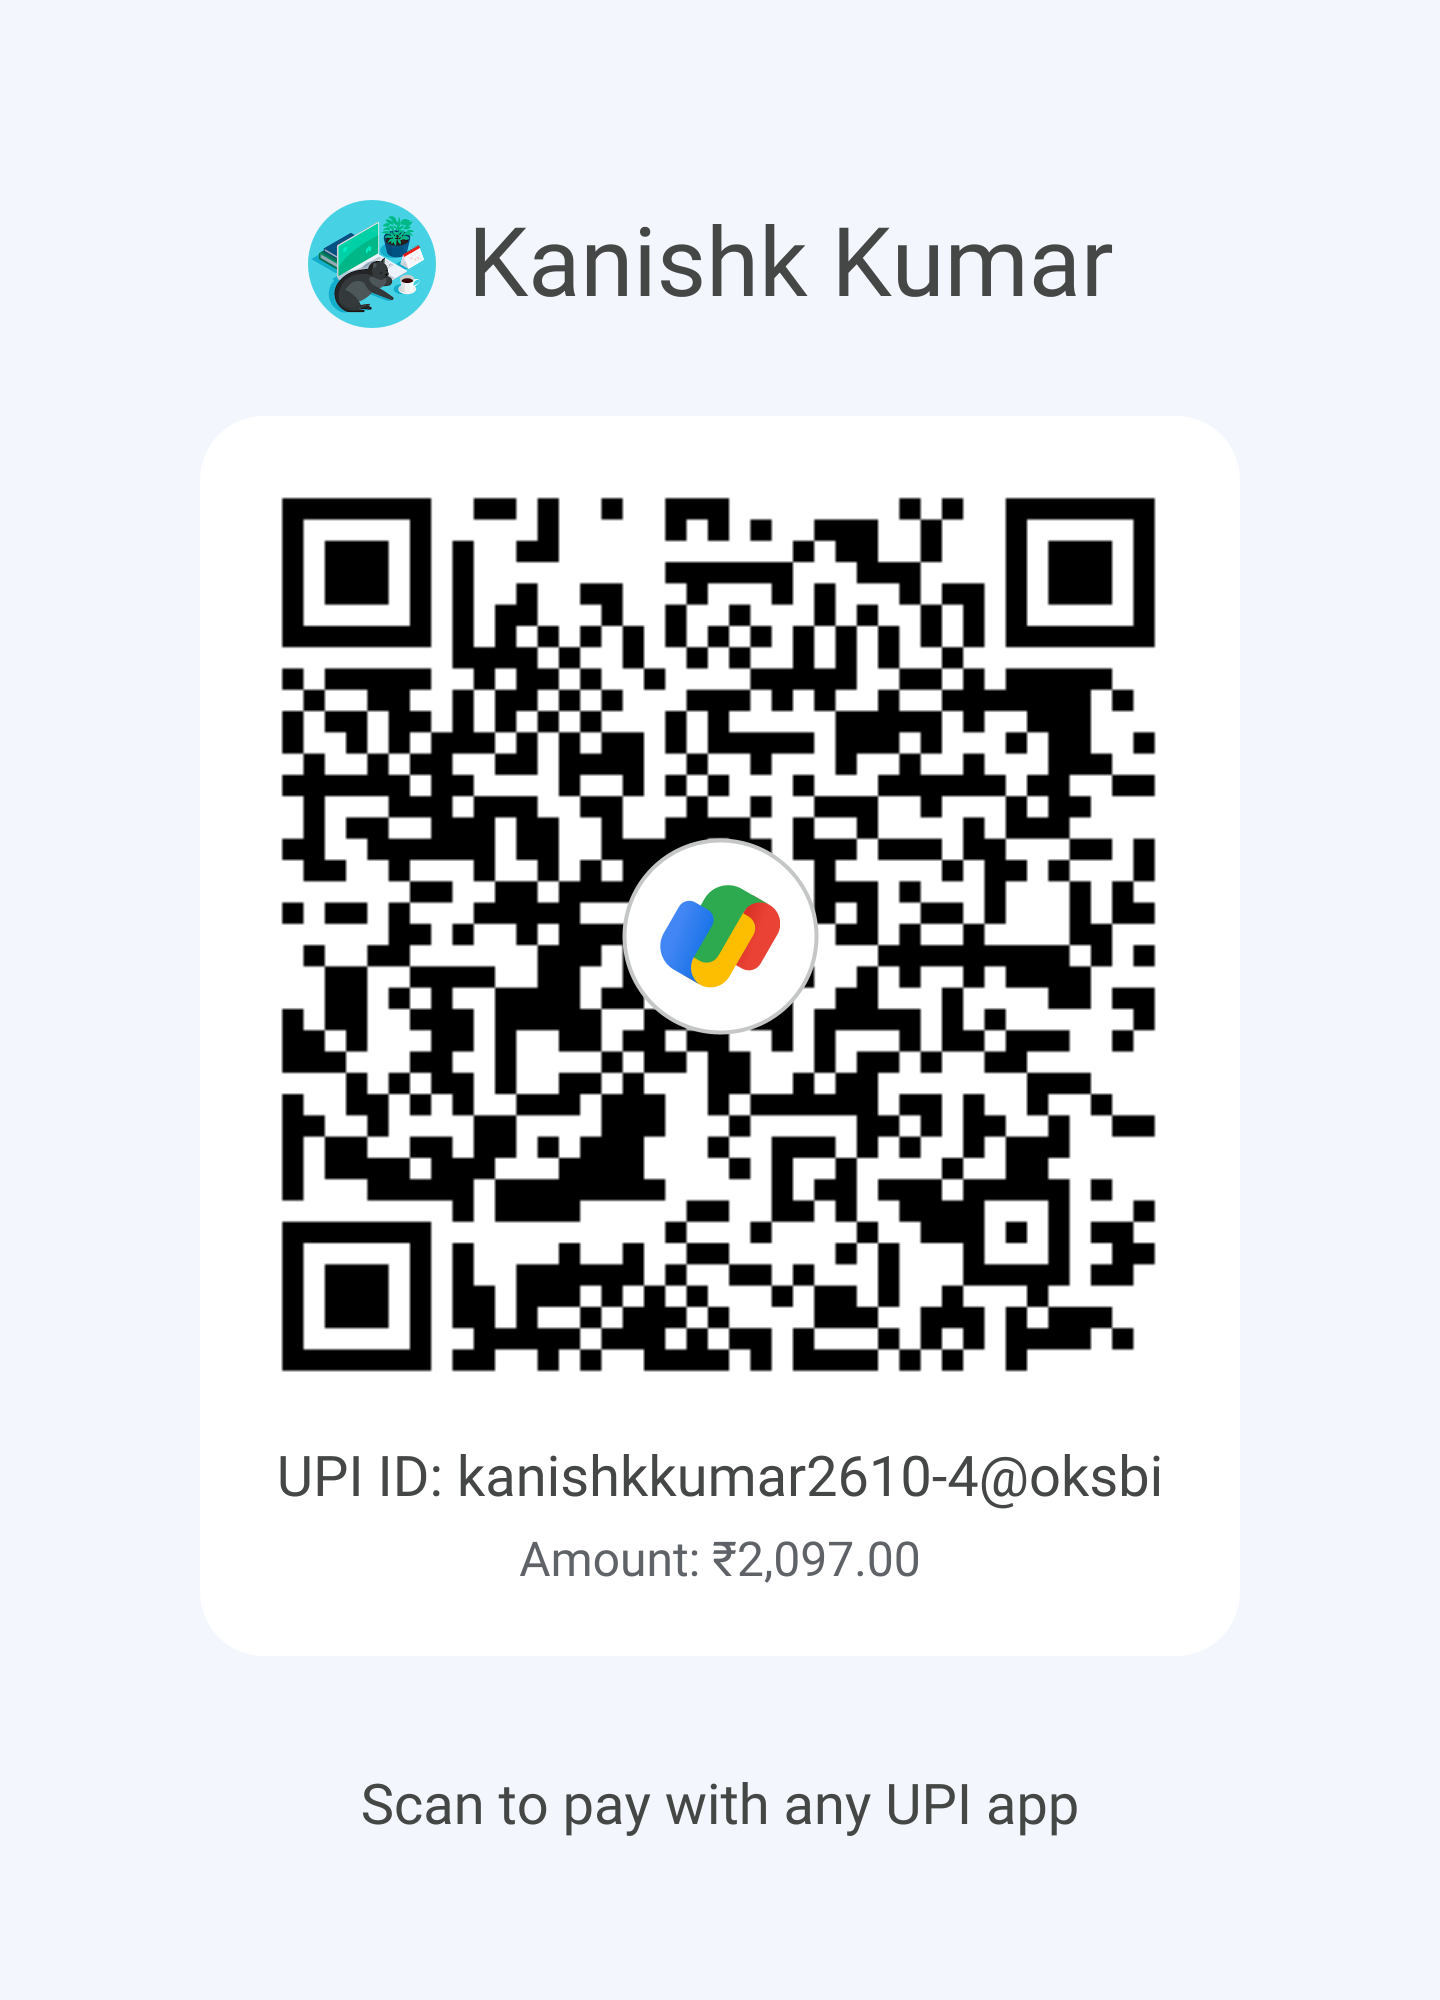 Kanishk Kumar
UPI ID: kanishkkumar2610-4@oksbi
Amount: ₹2,097.00
Scan to pay with any UPI app